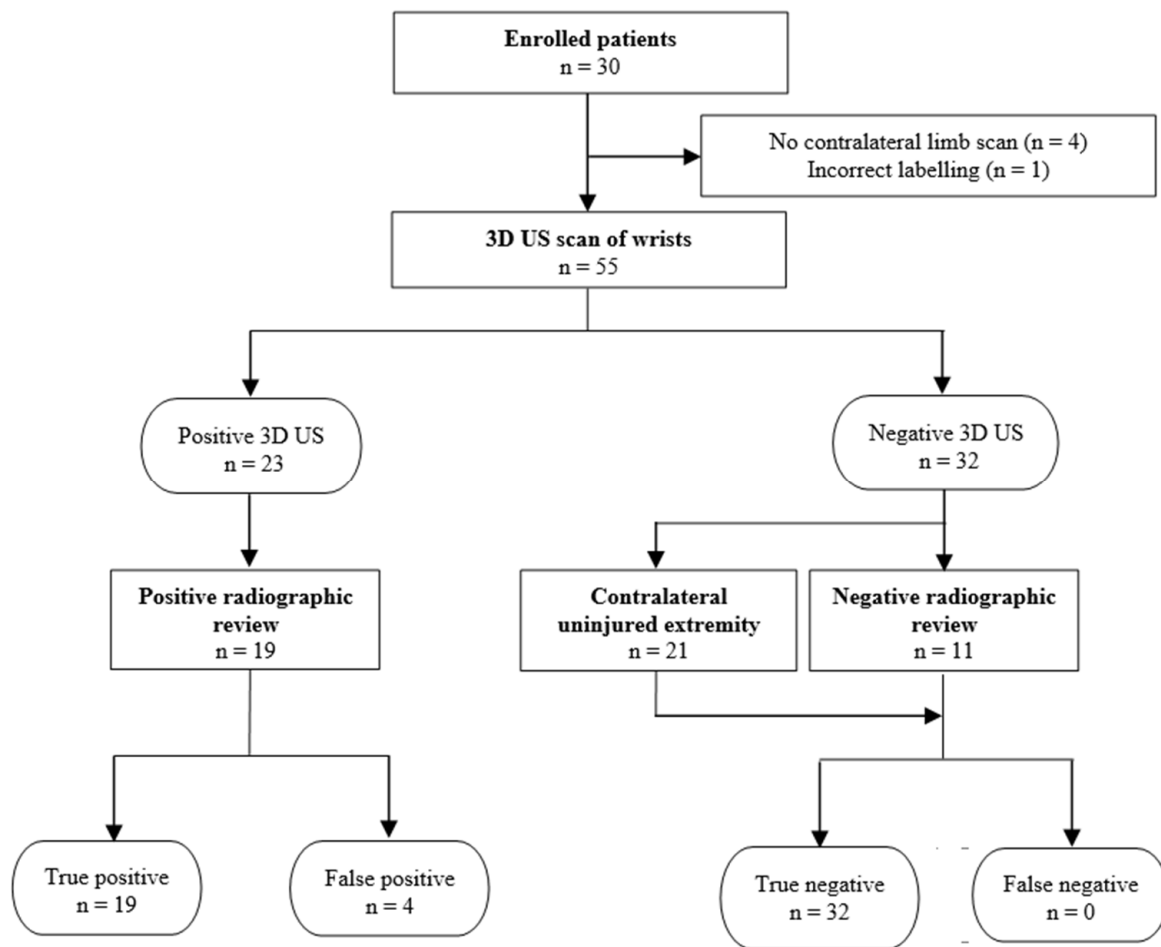 Enrolled patients
n = 30
No contralateral limb scan (n = 4)
Incorrect labelling (n = 1)
3D US scan of wrists
n = 55
Positive 3D US
n = 23
Negative 3D US
n = 32
Positive radiographic
review
n = 19
Contralateral
uninjured extremity
n = 21
Negative radiographic
review
n = 11
True positive
n = 19
False positive
n = 4
True negative
n = 32
False negative
n = 0